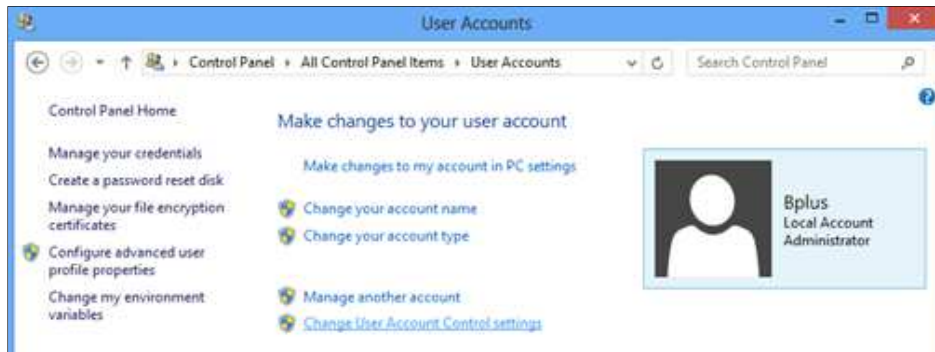 User Accounts
Control Panel
All Control Panel Items
User Accounts
Search Control Panel
Control Panel Home
Manage your credentials
Create a password reset disk
Manage your file encryption
certificates
Configure advanced user
profile properties
Change my environment
variables
Make changes to your user account
Make changes to my account in PC settings
Change your account name
Change your account type
Manage another account
Change User Account Control settings
Bplus
Local Account
Administrator